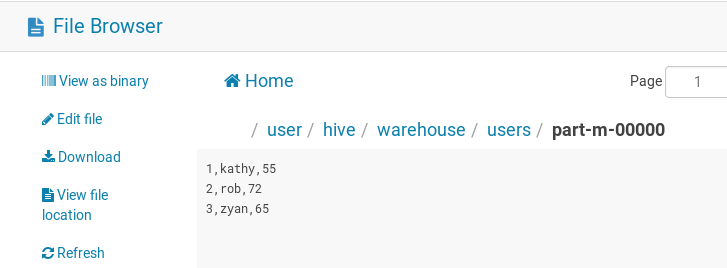 File Browser
View as binary
Home
Page 1
Edit file
/ user / hive / warehouse / users / part-m-00000
Download
1,kathy,55
2,rob,72
3,zyan,65
View file
location
Refresh